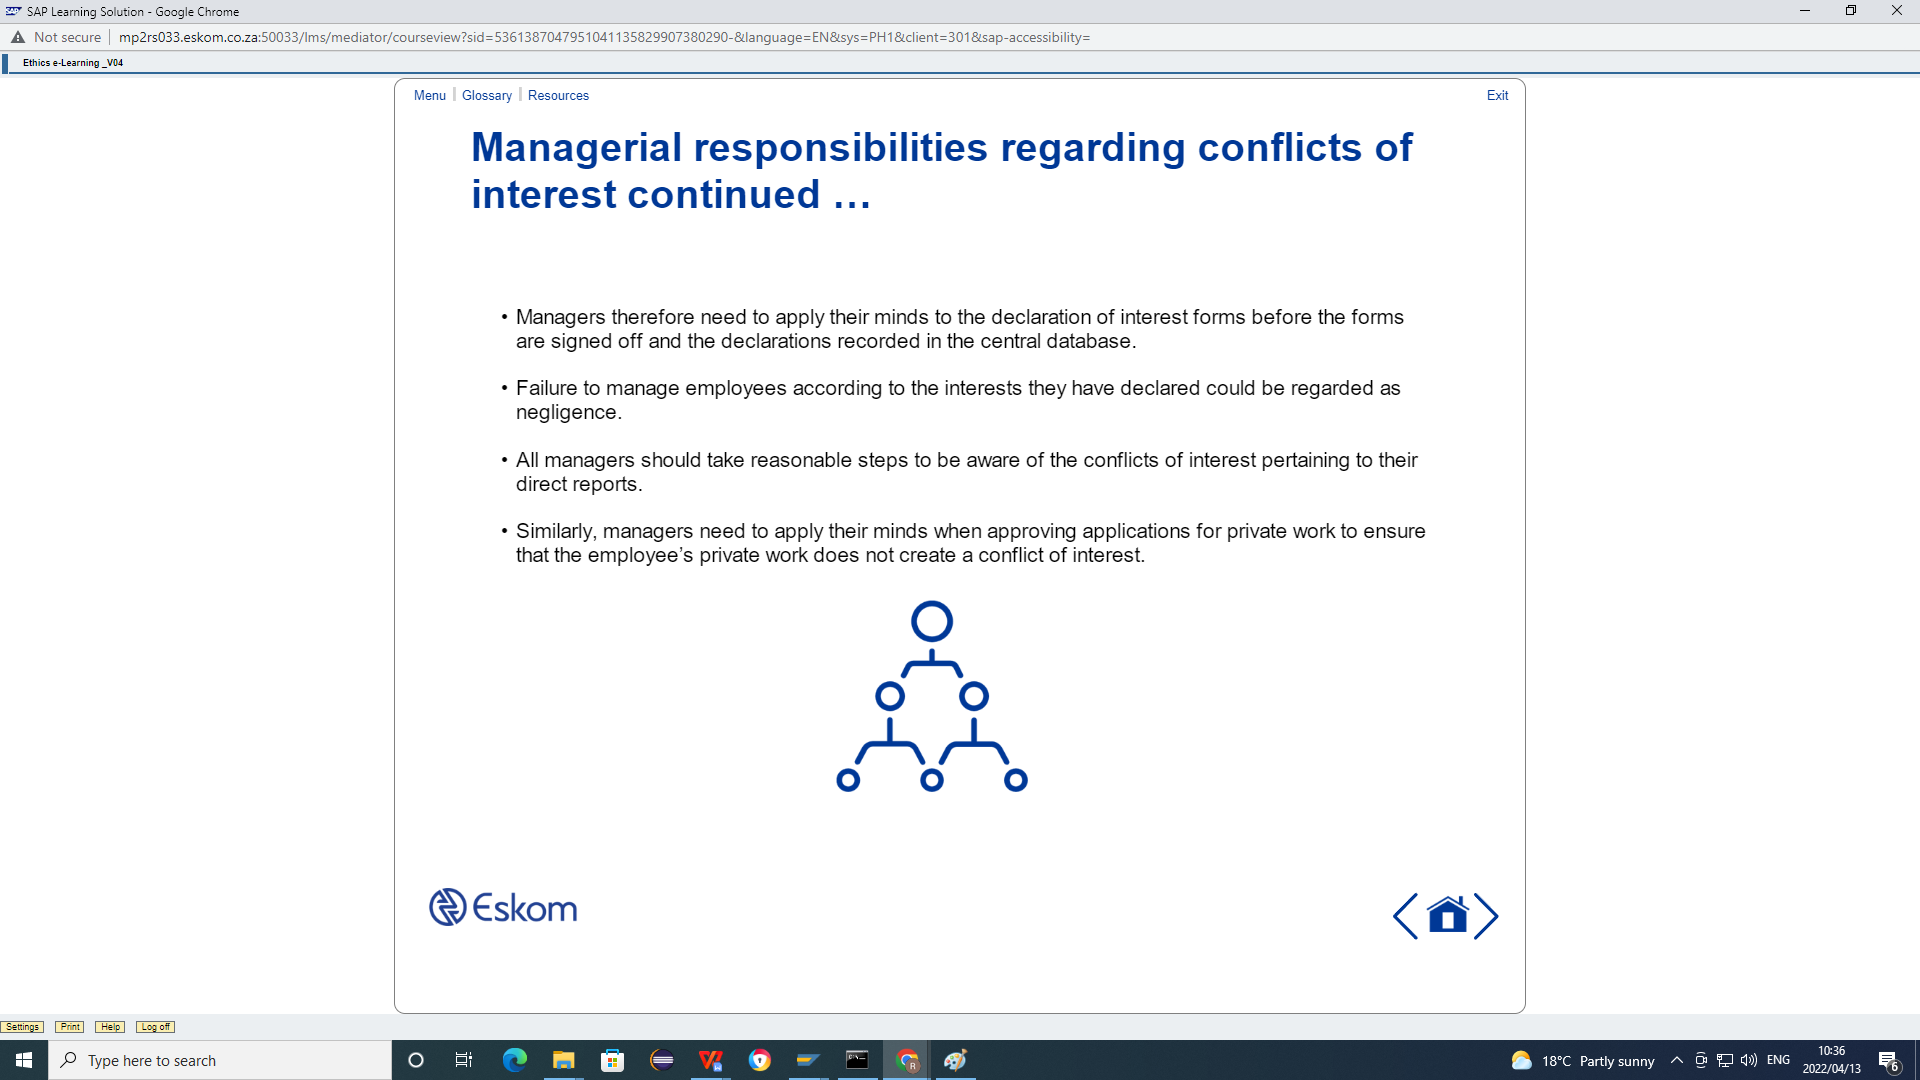 SAP Learning Solution - Google Chrome
Not secure mp2rs033.eskom.co.za:50033/lms/mediator/courseview?sid=5361387047951041135829907380290-&language=EN&sys=PH1&client=301&sap-accessibility=
Ethics e-Learning _V04
Menu Glossary Resources Exit
Managerial responsibilities regarding conflicts of
interest continued …
• Managers therefore need to apply their minds to the declaration of interest forms before the forms
are signed off and the declarations recorded in the central database.
• Failure to manage employees according to the interests they have declared could be regarded as
negligence.
• All managers should take reasonable steps to be aware of the conflicts of interest pertaining to their
direct reports.
• Similarly, managers need to apply their minds when approving applications for private work to ensure
that the employee’s private work does not create a conflict of interest.
Eskom
Settings Print Help Log off
Type here to search
18°C Partly sunny ENG
10:36
2022/04/13
6